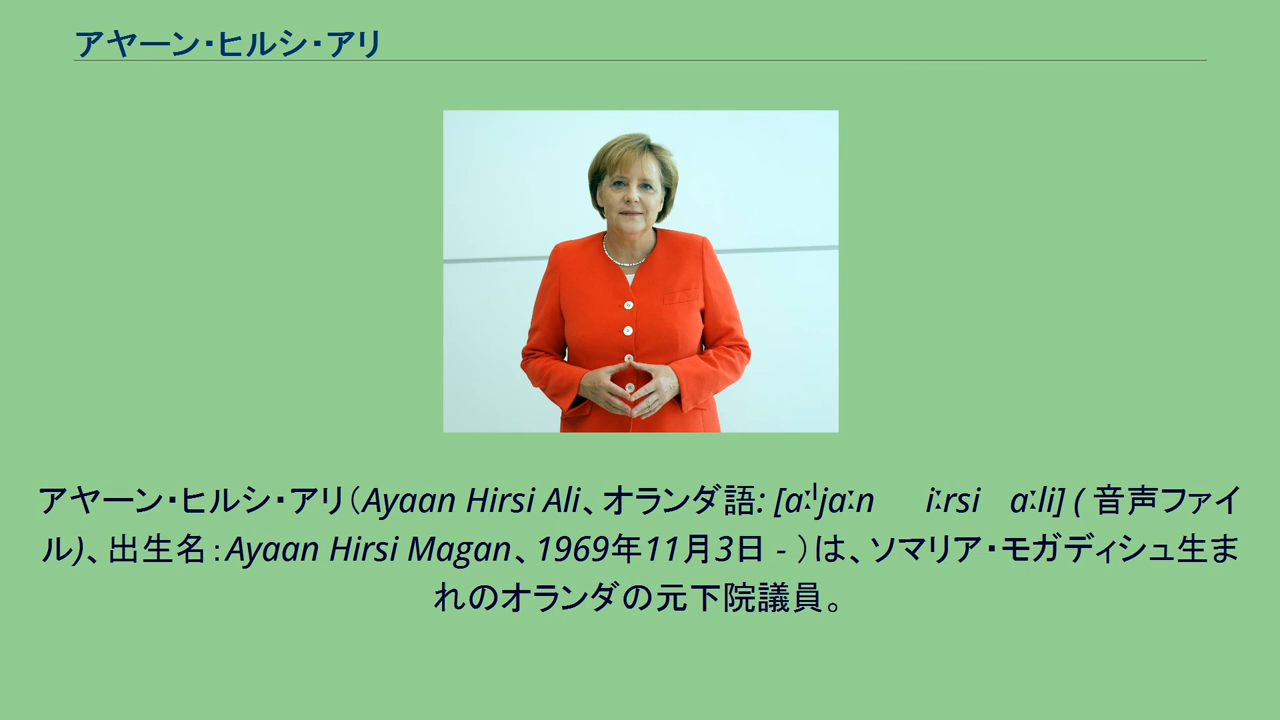 アヤーン・ヒルシ・アリ
アヤーン・ヒルシ・アリ（Ayaan Hirsi Ali、オランダ語: [aːˈjaːn iːrsi aːli] ( 音声ファイ
ル)、出生名：Ayaan Hirsi Magan、1969年11月3日 - ）は、ソマリア・モガディシュ生ま
れのオランダの元下院議員。